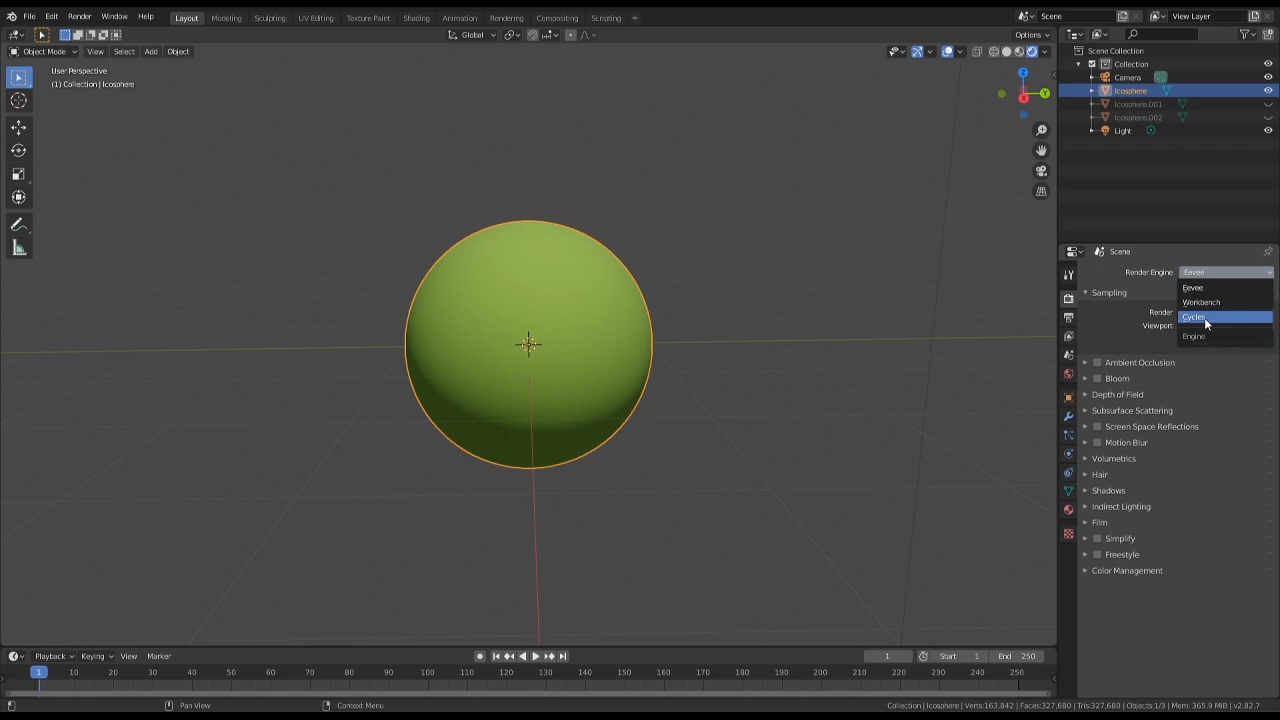 File Edit Render Window Help Layout Modeling Sculpting UV Editing Texture Paint Shading Animation Rendering Compositing Scripting + Scene View Layer
Global Options
Object Mode View Select Add Object
User Perspective
(1) Collection | Icosphere
Z
Y
X
Scene Collection
Collection
Camera
Icosphere
Icosphere.001
Icosphere.002
Light
Scene
Render Engine Eevee
Eevee
Workbench
Cycles
Engine
Sampling
Render
Viewport
Ambient Occlusion
Bloom
Depth of Field
Subsurface Scattering
Screen Space Reflections
Motion Blur
Volumetrics
Hair
Shadows
Indirect Lighting
Film
Simplify
Freestyle
Color Management
Playback Keying View Marker 1 Start 1 End 250
1 10 20 30 40 50 60 70 80 90 100 110 120 130 140 150 160 170 180 190 200 210 220 230 240 250
Pan View Context Menu Collection | Icosphere | Verts:163,842 | Faces:327,680 | Tris:327,680 | Objects:1/3 | Mem: 365.9 MiB | v2.82.7